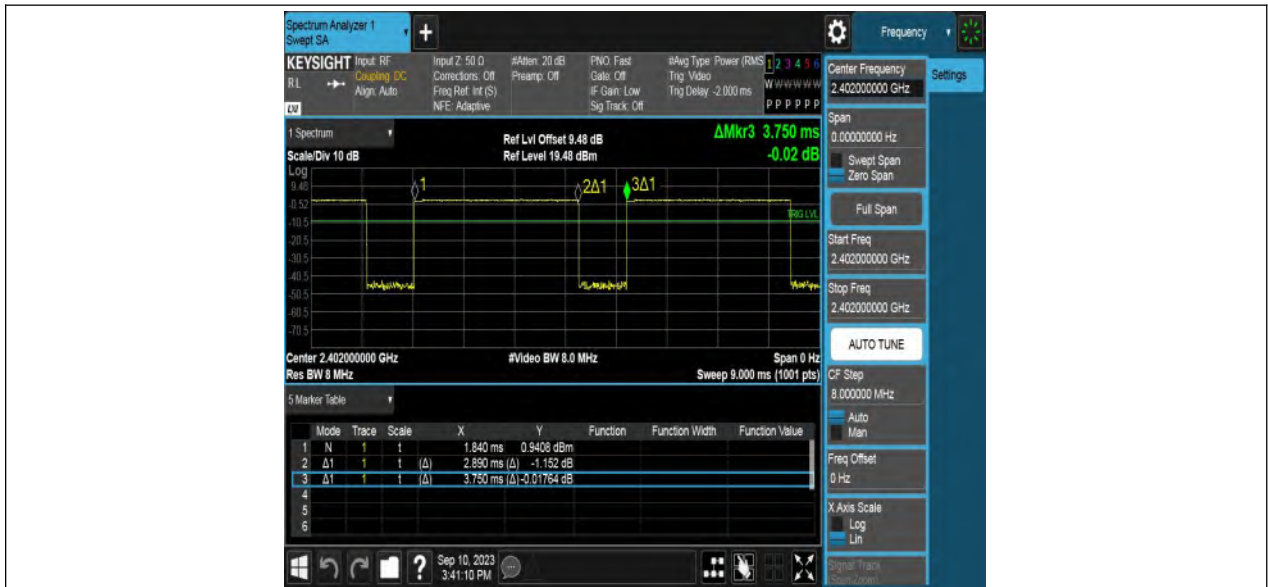 Spectrum Analyzer 1
Swept SA
+
Frequency
KEYSIGHT Input: RF Input Z: 50 Ω #Atten: 20 dB PNO: Fast #Avg Type: Power (RMS 1 2 3 4 5 6
RL Coupling: DC Corrections: Off Preamp: Off Gate: Off Trig: Video W W W W W W
Align: Auto Freq Ref: Int (S) IF Gain: Low Trig Delay: -2.000 ms
NFE: Adaptive Sig Track: Off P P P P P P
LXI
1 Spectrum
Ref Lvl Offset 9.48 dB
ΔMkr3 3.750 ms
Scale/Div 10 dB
Ref Level 19.48 dBm
-0.02 dB
Log
9.48
-0.52
-10.5
-20.5
-30.5
-40.5
-50.5
-60.5
-70.5
1
2Δ1
3Δ1
TRIG LVL
Center 2.402000000 GHz #Video BW 8.0 MHz Span 0 Hz
Res BW 8 MHz Sweep 9.000 ms (1001 pts)
5 Marker Table
Mode Trace Scale X Y Function Function Width Function Value
1 N 1 t 1.840 ms 0.9408 dBm
2 Δ1 1 t (Δ) 2.890 ms (Δ) -1.152 dB
3 Δ1 1 t (Δ) 3.750 ms (Δ) -0.01764 dB
4
5
6
?
Sep 10, 2023
3:41:10 PM
Center Frequency
2.402000000 GHz
Settings
Span
0.00000000 Hz
Swept Span
Zero Span
Full Span
Start Freq
2.402000000 GHz
Stop Freq
2.402000000 GHz
AUTO TUNE
CF Step
8.000000 MHz
Auto
Man
Freq Offset
0 Hz
X Axis Scale
Log
Lin
Signal Track
(Span Zoom)